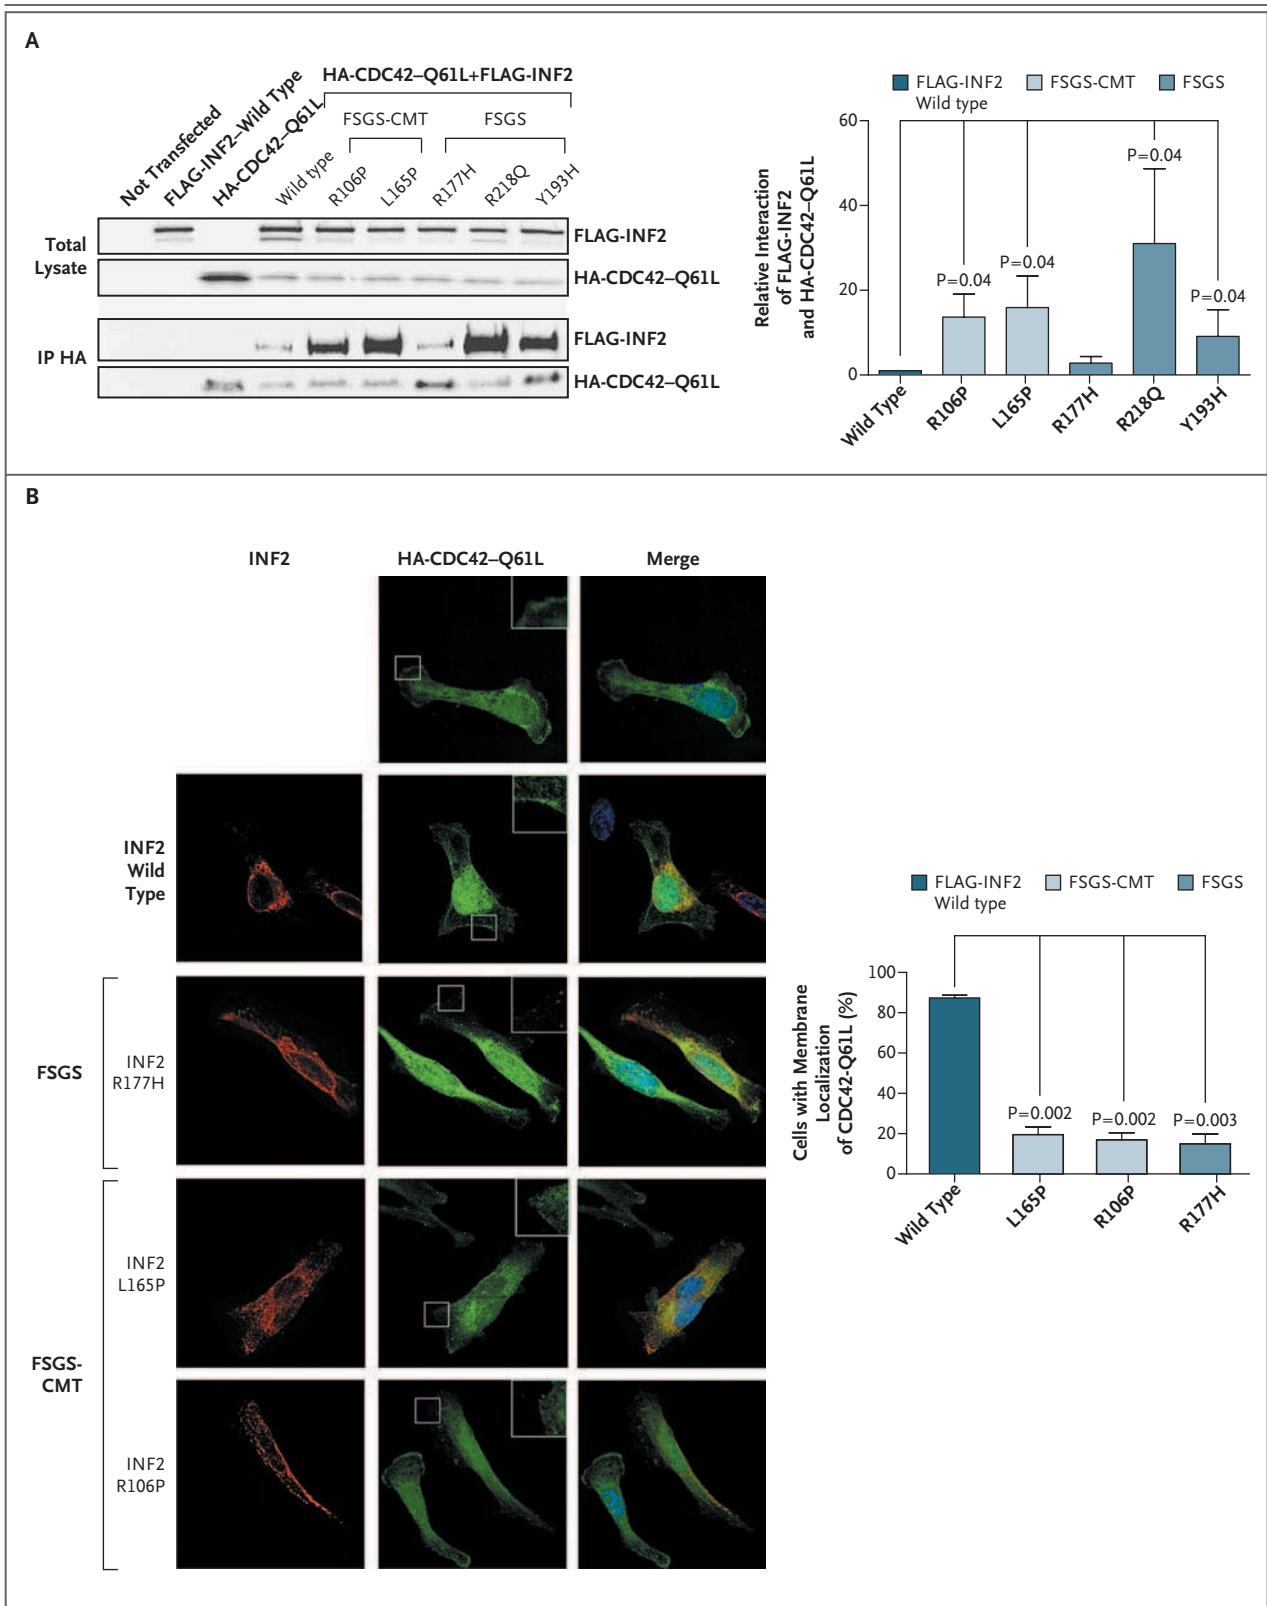 A
Not Transfected
FLAG-INF2–Wild Type
HA-CDC42–Q61L
HA-CDC42–Q61L+FLAG-INF2
FSGS-CMT
FSGS
Wild type
R106P
L165P
R177H
R218Q
Y193H
Total
Lysate
FLAG-INF2
HA-CDC42–Q61L
IP HA
FLAG-INF2
HA-CDC42–Q61L
FLAG-INF2
Wild type
FSGS-CMT
FSGS
Relative Interaction
of FLAG-INF2
and HA-CDC42–Q61L
60
40
20
0
P=0.04
P=0.04
P=0.04
P=0.04
Wild Type
R106P
L165P
R177H
R218Q
Y193H
B
INF2
HA-CDC42–Q61L
Merge
INF2
Wild
Type
FSGS
INF2
R177H
FSGS-
CMT
INF2
L165P
INF2
R106P
FLAG-INF2
Wild type
FSGS-CMT
FSGS
Cells with Membrane
Localization
of CDC42-Q61L (%)
100
80
60
40
20
0
P=0.002
P=0.002
P=0.003
Wild Type
L165P
R106P
R177H